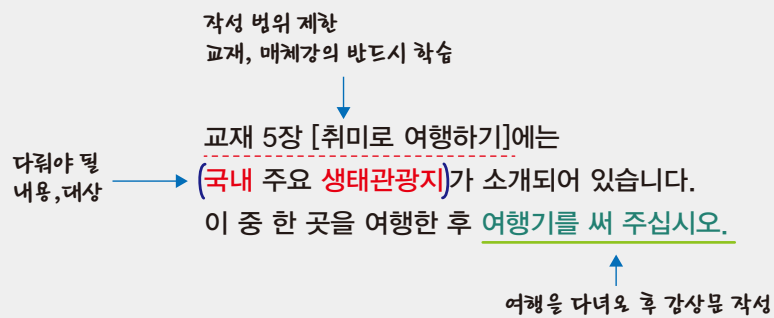 작성 범위 제한
교재, 매체강의 반드시 학습
교재 5장 [취미로 여행하기]에는
다뤄야 할
내용,대상
(국내 주요 생태관광지)가 소개되어 있습니다.
이 중 한 곳을 여행한 후 여행기를 써 주십시오.
여행을 다녀온 후 감상문 작성